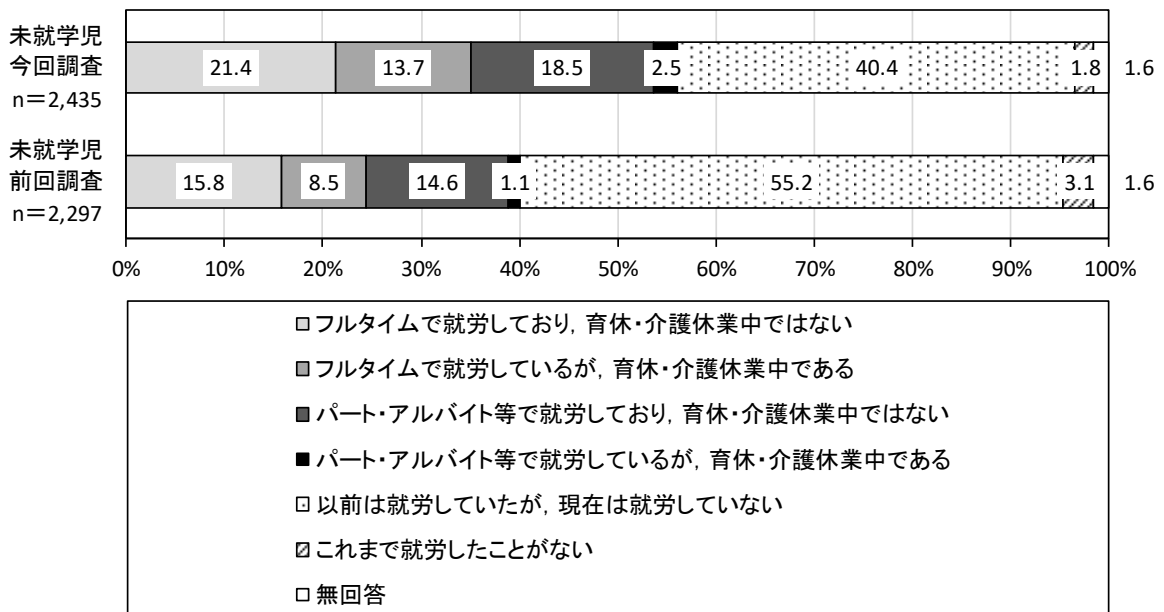 未就学児
今回調査
n＝2,435
21.4 13.7 18.5 2.5 40.4 1.8 1.6
未就学児
前回調査
n＝2,297
15.8 8.5 14.6 1.1 55.2 3.1 1.6
0% 10% 20% 30% 40% 50% 60% 70% 80% 90% 100%
フルタイムで就労しており, 育休・介護休業中ではない
フルタイムで就労しているが, 育休・介護休業中である
パート・アルバイト等で就労しており, 育休・介護休業中ではない
パート・アルバイト等で就労しているが, 育休・介護休業中である
以前は就労していたが, 現在は就労していない
これまで就労したことがない
無回答